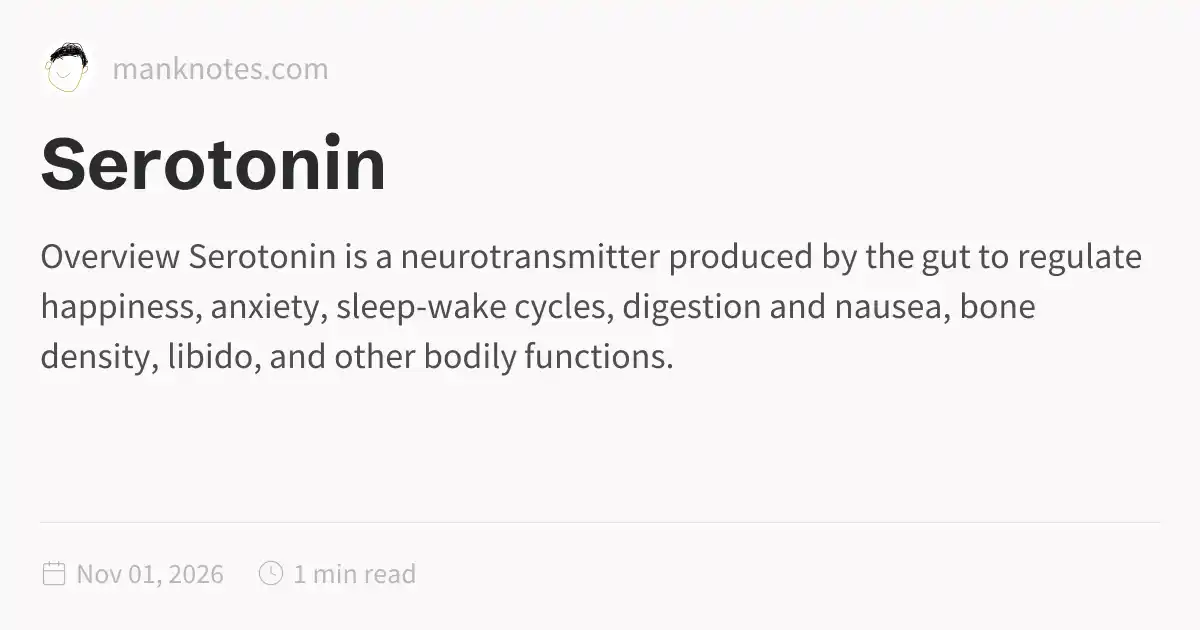 manknotes.com
Serotonin
Overview Serotonin is a neurotransmitter produced by the gut to regulate
happiness, anxiety, sleep-wake cycles, digestion and nausea, bone
density, libido, and other bodily functions.
Nov 01, 2026 1 min read